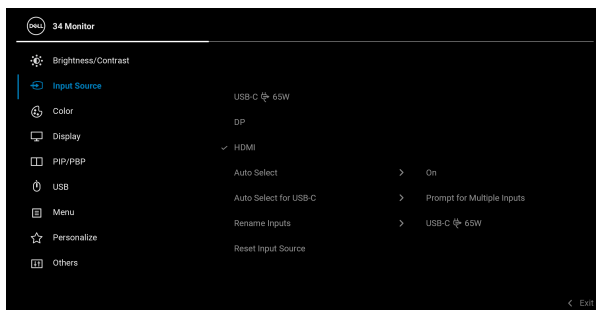 DELL 34 Monitor
Brightness/Contrast
Input Source
Color
Display
PIP/PBP
USB
Menu
Personalize
Others
USB-C 65W
DP
HDMI
Auto Select > On
Auto Select for USB-C > Prompt for Multiple Inputs
Rename Inputs > USB-C 65W
Reset Input Source
< Exit